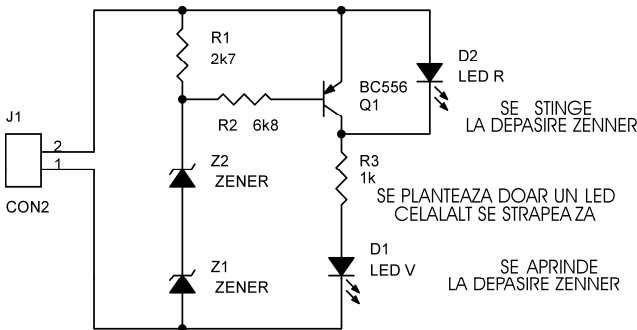 R1
2k7
D2
LED R
BC556
Q1
SE STINGE
LA DEPASIRE ZENNER
J1
2
1
R2 6k8
CON2
Z2
ZENER
R3
1k
SE PLANTEAZA DOAR UN LED
CELALALT SE STRAPEAZA
D1
LED V
Z1
ZENER
SE APRINDE
LA DEPASIRE ZENNER